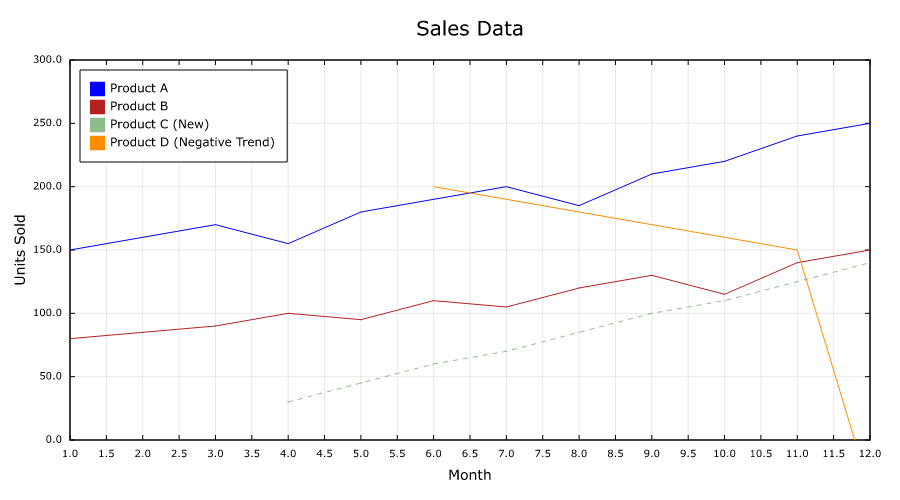 Sales Data
300.0
250.0
200.0
150.0
100.0
50.0
0.0
Units Sold
Product A
Product B
Product C (New)
Product D (Negative Trend)
1.0 1.5 2.0 2.5 3.0 3.5 4.0 4.5 5.0 5.5 6.0 6.5 7.0 7.5 8.0 8.5 9.0 9.5 10.0 10.5 11.0 11.5 12.0
Month